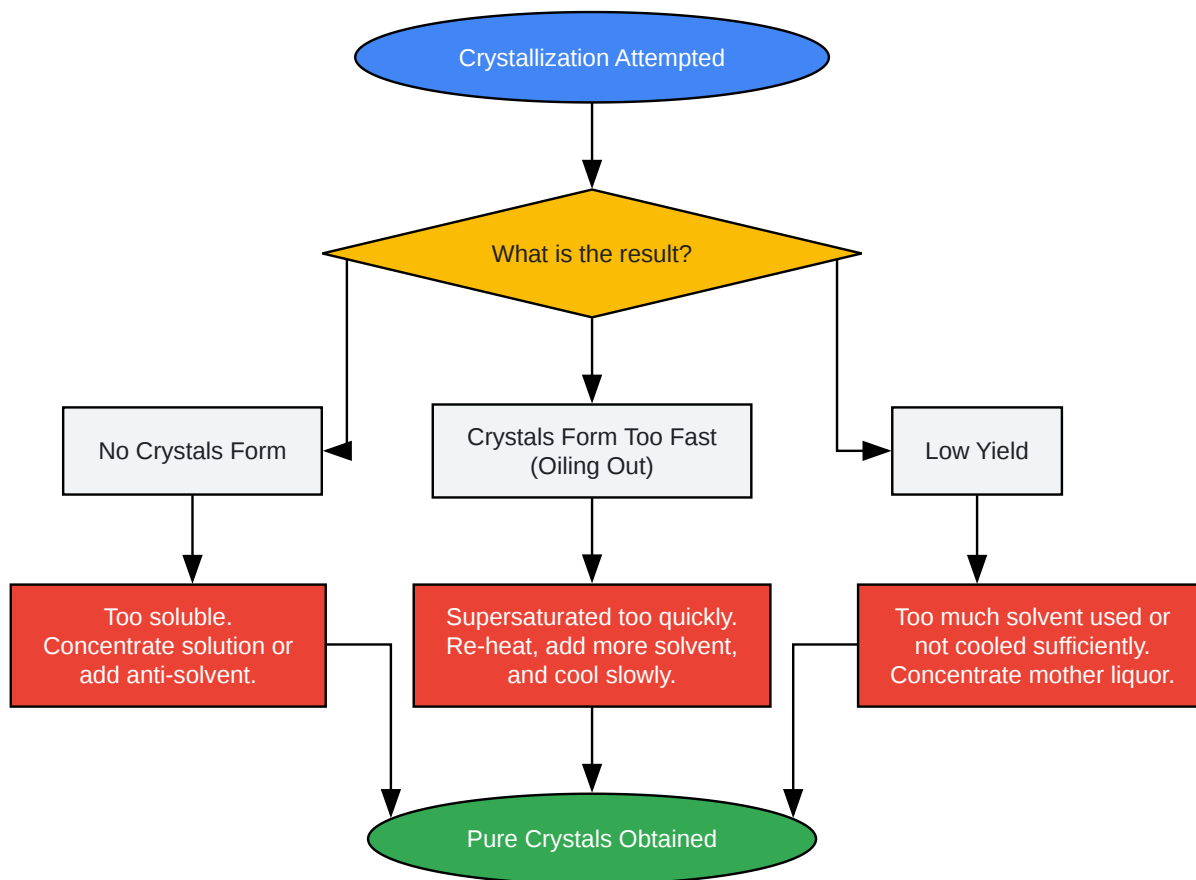 Crystallization Attempted
What is the result?
No Crystals Form
Crystals Form Too Fast
(Oiling Out)
Low Yield
Too soluble.
Concentrate solution or
add anti-solvent.
Supersaturated too quickly.
Re-heat, add more solvent,
and cool slowly.
Too much solvent used or
not cooled sufficiently.
Concentrate mother liquor.
Pure Crystals Obtained